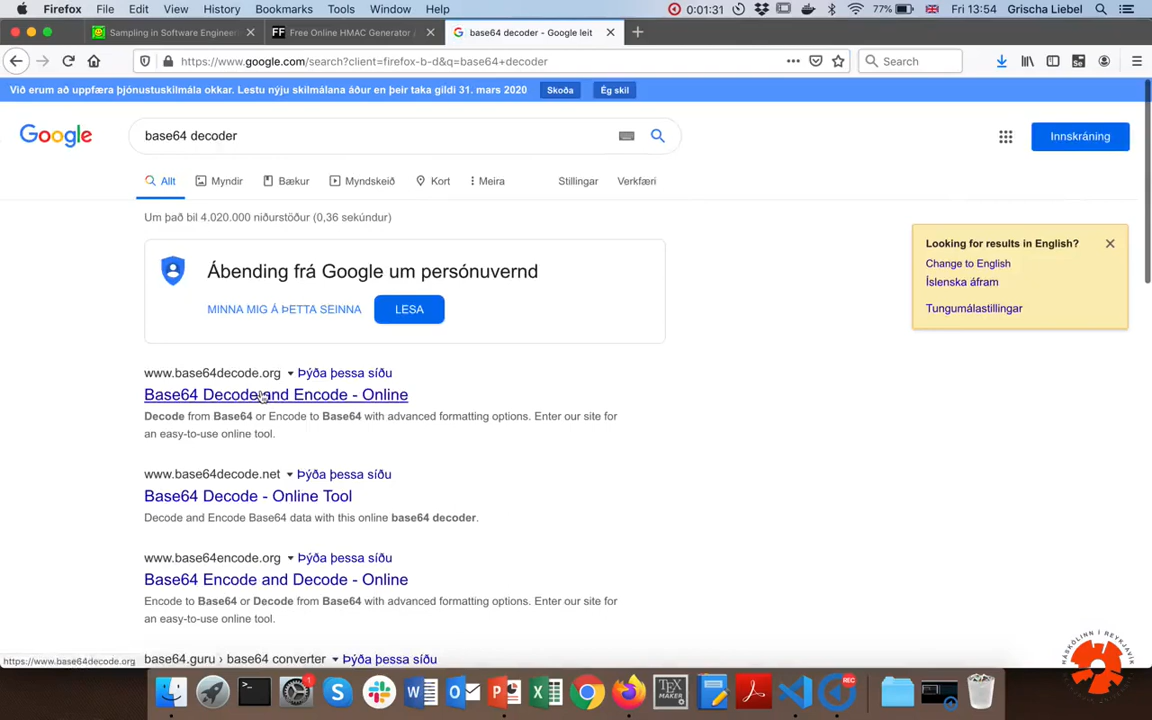 Firefox File Edit View History Bookmarks Tools Window Help 0:01:31 77% Fri 13:54 Grischa Liebel
Sampling in Software Engineeri Free Online HMAC Generator / base64 decoder - Google leit
https://www.google.com/search?client=firefox-b-d&q=base64+decoder Search
Við erum að uppfæra þjónustuskilmála okkar. Lestu nýju skilmálana áður en þeir taka gildi 31. mars 2020 Skoða Ég skil
Google base64 decoder Innskráning
Allt Myndir Bækur Myndskeið Kort Meira Stillingar Verkfæri
Um það bil 4.020.000 niðurstöður (0,36 sekúndur)
Ábending frá Google um persónuvernd
MINNA MIG Á ÞETTA SEINNA LESA
Looking for results in English?
Change to English
Íslenska áfram
Tungumálastillingar
www.base64decode.org Þýða þessa síðu
Base64 Decode and Encode - Online
Decode from Base64 or Encode to Base64 with advanced formatting options. Enter our site for
an easy-to-use online tool.
www.base64decode.net Þýða þessa síðu
Base64 Decode - Online Tool
Decode and Encode Base64 data with this online base64 decoder.
www.base64encode.org Þýða þessa síðu
Base64 Encode and Decode - Online
Encode to Base64 or Decode from Base64 with advanced formatting options. Enter our site for
an easy-to-use online tool.
base64.guru › base64 converter Þýða þessa síðu
https://www.base64decode.org
HÁSKÓLINN Í REYKJAVÍK
REC
1
TEX
MAKER